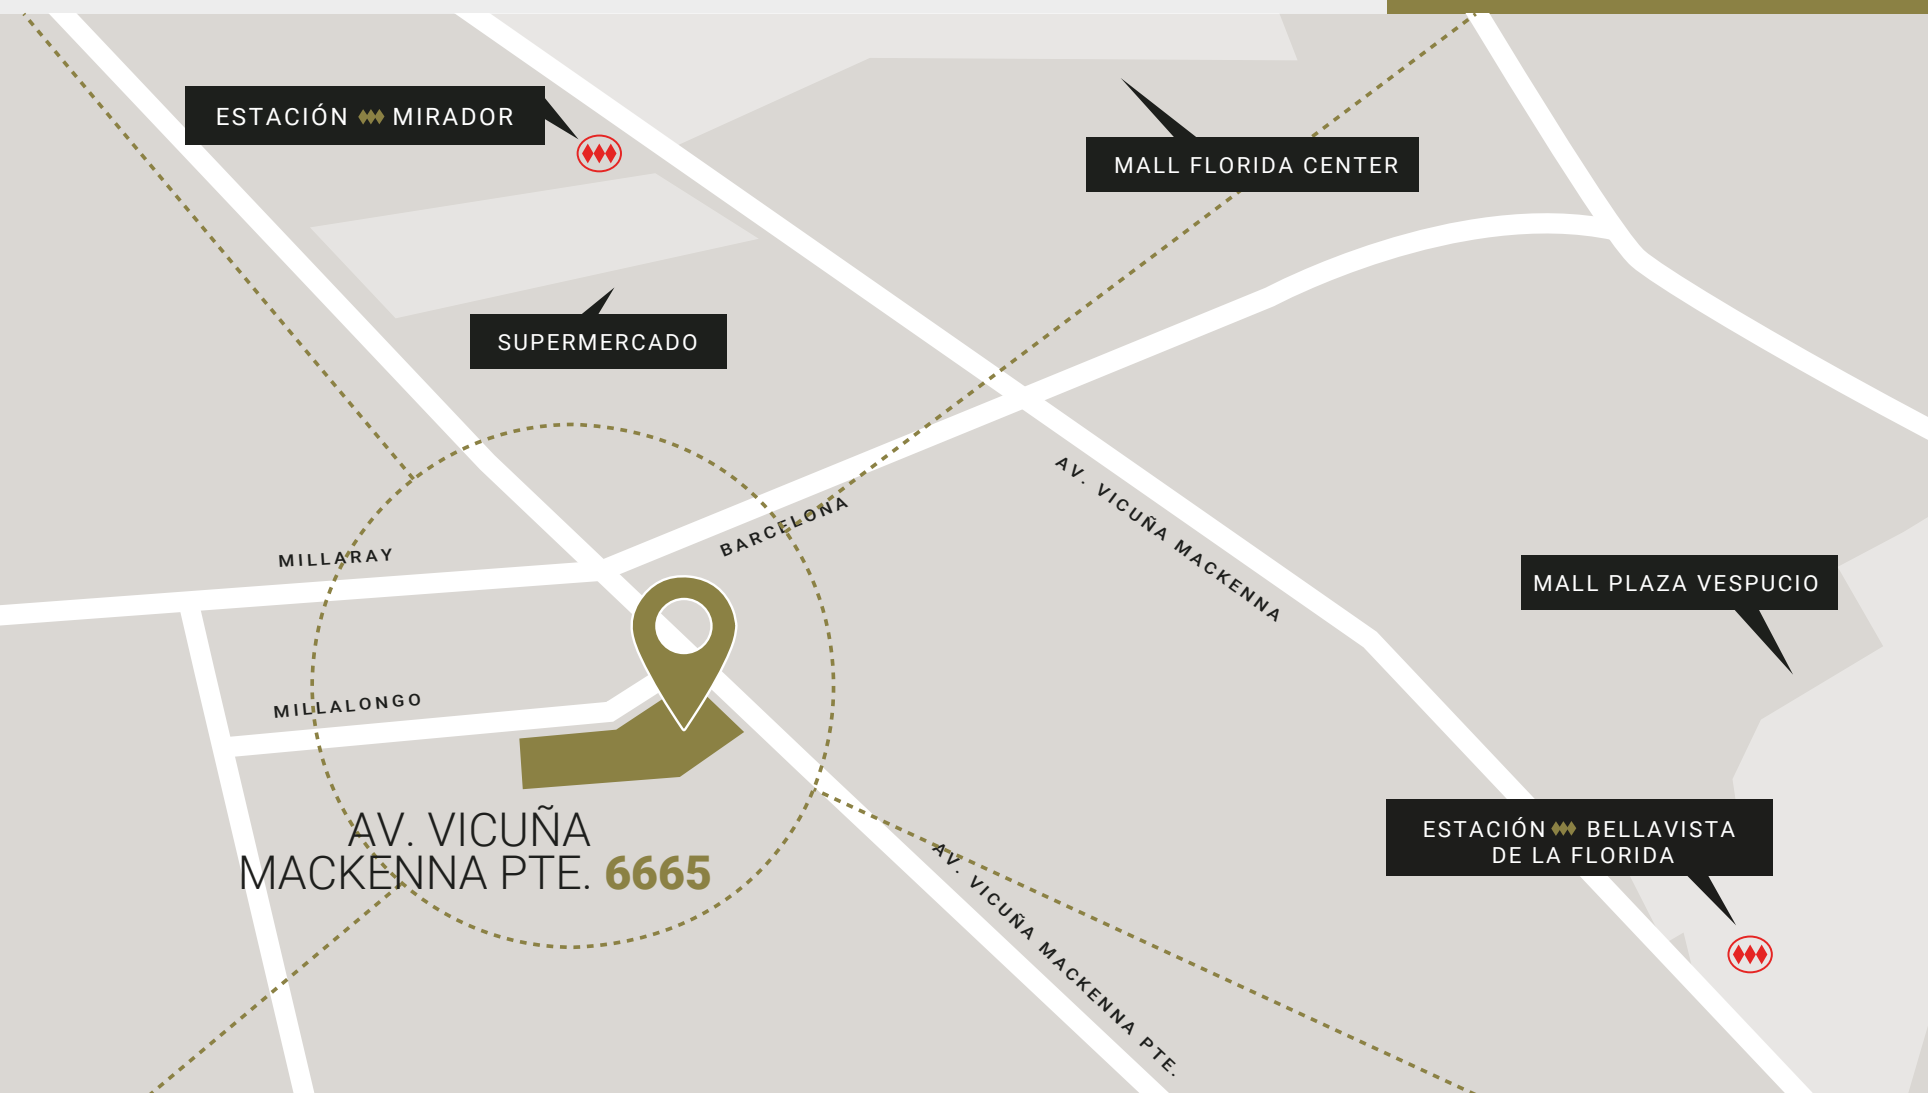 ESTACIÓN MIRADOR
MALL FLORIDA CENTER
SUPERMERCADO
BARCELONA
AV. VICUÑA MACKENNA
MILLARAY
MALL PLAZA VESPUCIO
MILLALONGO
AV. VICUÑA
MACKENNA PTE. 6665
ESTACIÓN BELLAVISTA
DE LA FLORIDA
AV. VICUÑA MACKENNA PTE.